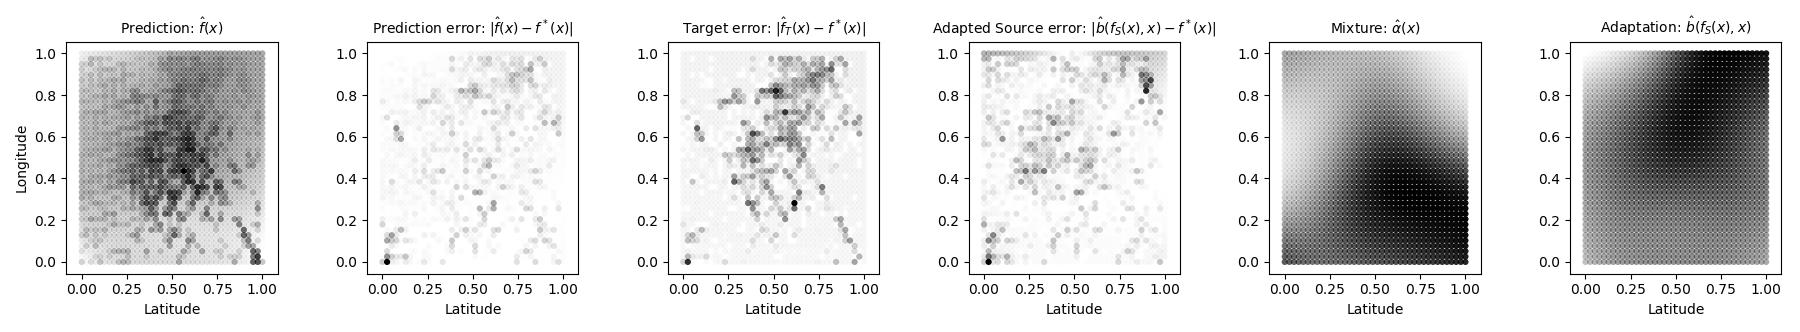 Prediction: f̂(x)
Prediction error: |f̂(x) − f*(x)|
Target error: |f̂_T(x) − f*(x)|
Adapted Source error: |b̂(f_S(x), x) − f*(x)|
Mixture: α̂(x)
Adaptation: b̂(f_S(x), x)
Longitude
1.0
0.8
0.6
0.4
0.2
0.0
0.00 0.25 0.50 0.75 1.00
Latitude
1.0
0.8
0.6
0.4
0.2
0.0
0.00 0.25 0.50 0.75 1.00
Latitude
1.0
0.8
0.6
0.4
0.2
0.0
0.00 0.25 0.50 0.75 1.00
Latitude
1.0
0.8
0.6
0.4
0.2
0.0
0.00 0.25 0.50 0.75 1.00
Latitude
1.0
0.8
0.6
0.4
0.2
0.0
0.00 0.25 0.50 0.75 1.00
Latitude
1.0
0.8
0.6
0.4
0.2
0.0
0.00 0.25 0.50 0.75 1.00
Latitude